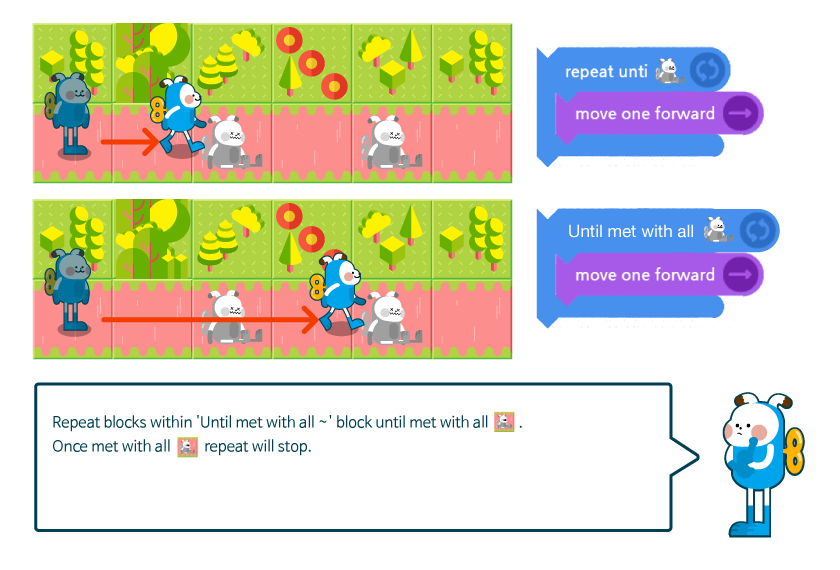 repeat unti
move one forward
Until met with all
move one forward
Repeat blocks within 'Until met with all ~' block until met with all .
Once met with all repeat will stop.